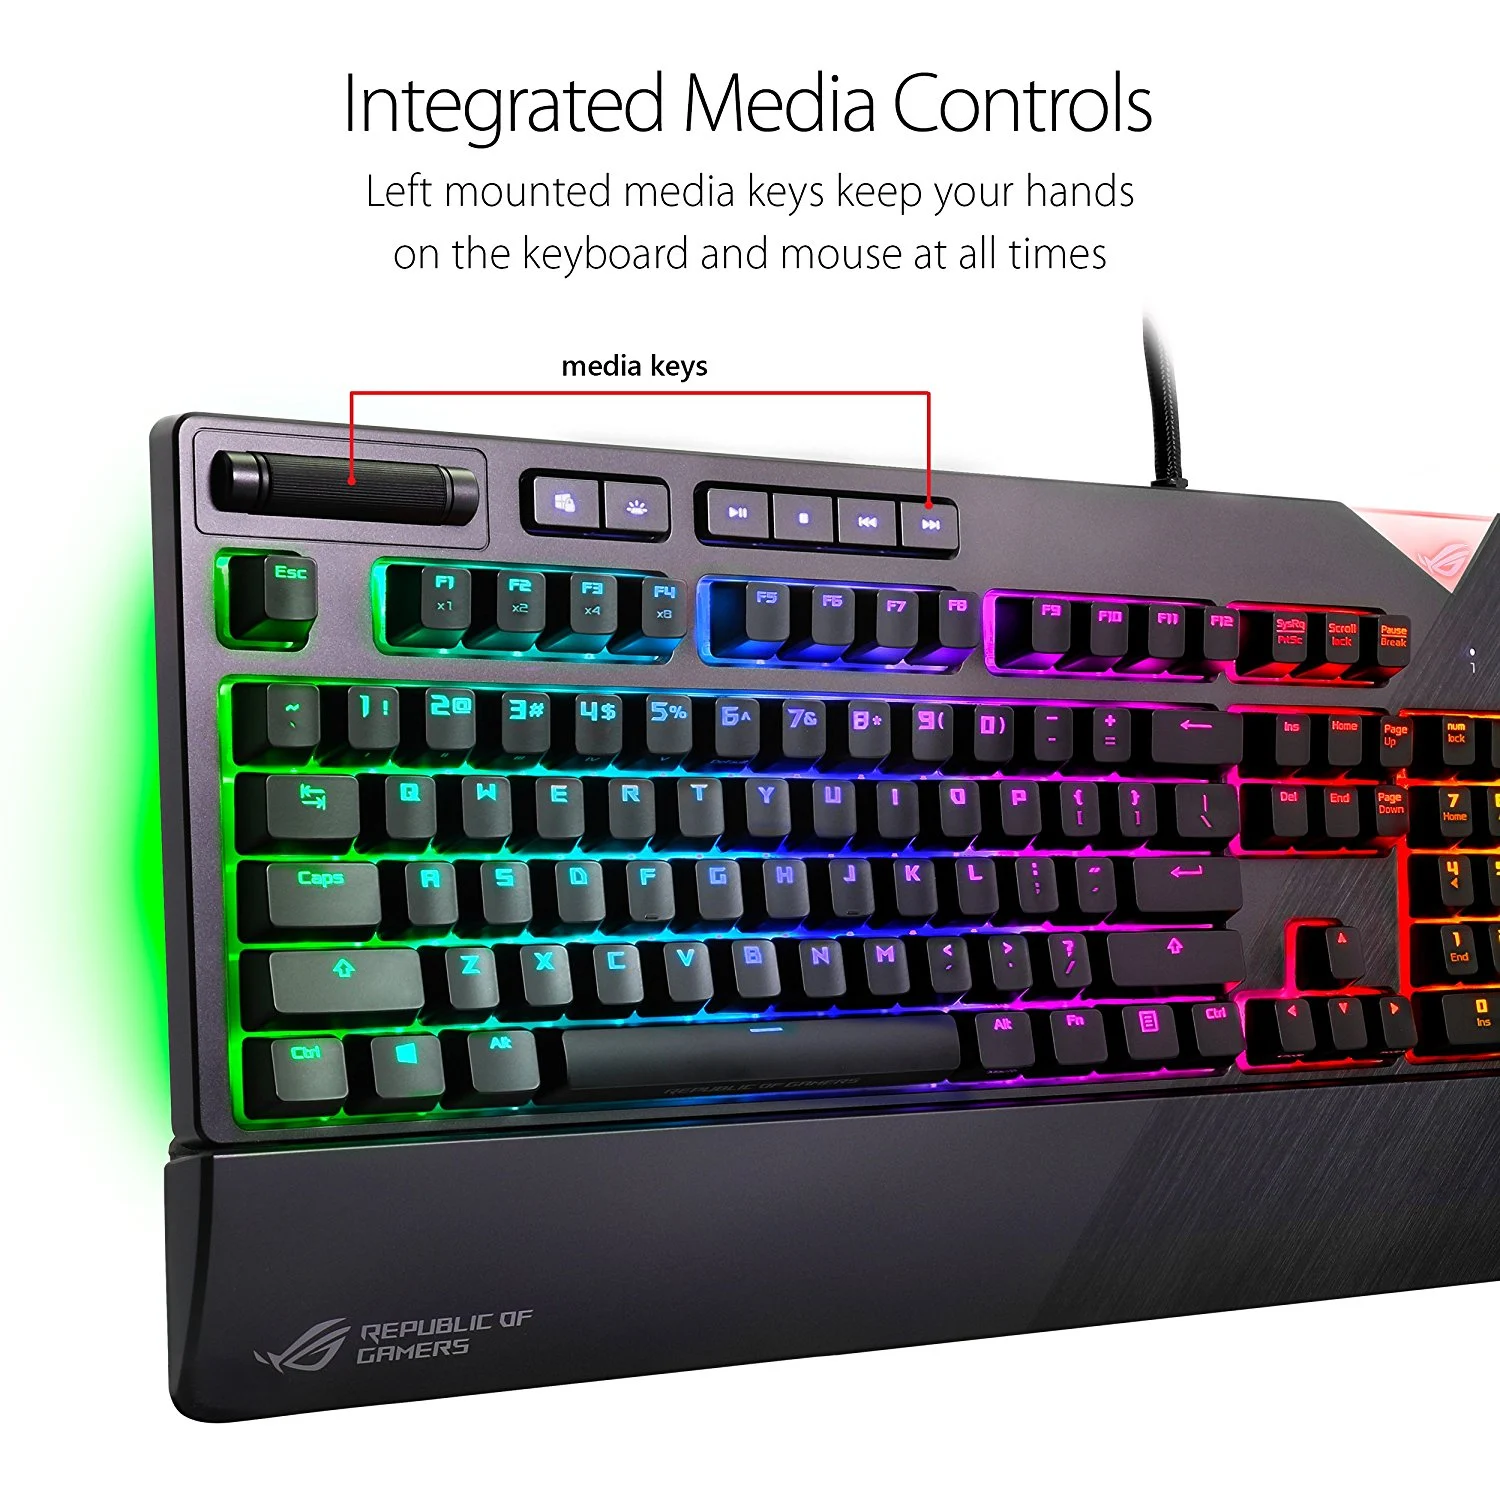 Integrated Media Controls
Left mounted media keys keep your hands
on the keyboard and mouse at all times
media keys
Esc F1 x1 F2 x2 F3 x4 F4 x8 F5 F6 F7 F8 F9 F10 F11 F12 SysRq PrtSc Scroll lock Pause Break
1
~ ` 1 ! 2 @ 3 # 4 $ 5 % 6 ^ 7 & 8 * 9 ( 0 ) - _ + = Ins Home Page Up num lock
Q W E R T Y U I O P { [ } ] | \ Del End Page Down 7 Home
Caps A S D F G H J K L : ; " ' 4
Z X C V B N M < , > . ? / 1 End
Ctrl Alt Alt Fn Ctrl 0 Ins
REPUBLIC OF GAMERS
REPUBLIC OF
GAMERS